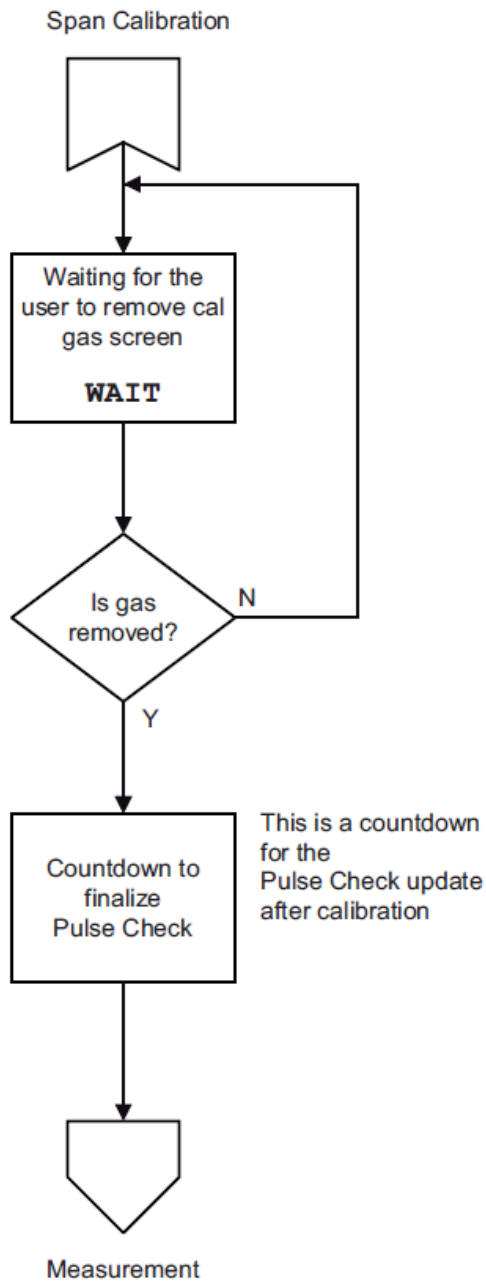 Span Calibration
Waiting for the
user to remove cal
gas screen
WAIT
Is gas
removed?
N
Y
Countdown to
finalize
Pulse Check
This is a countdown
for the
Pulse Check update
after calibration
Measurement